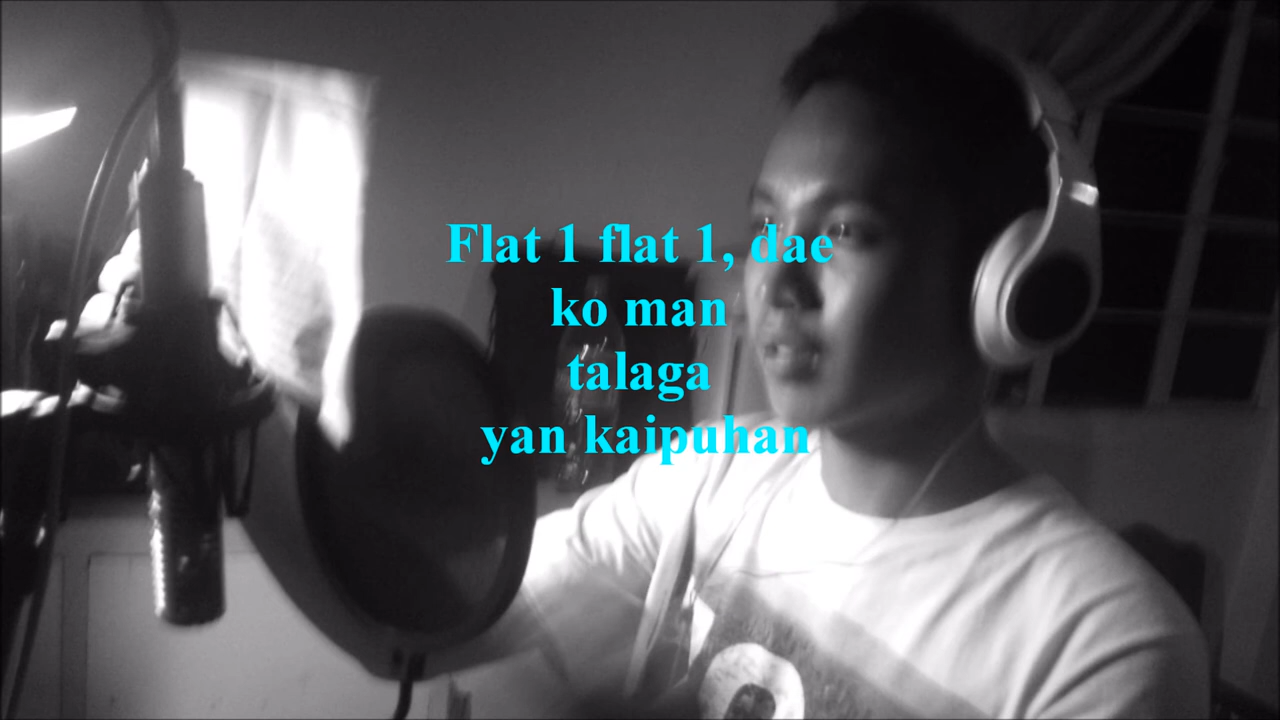 Flat 1 flat 1, dae
ko man
talaga
yan kaipuhan